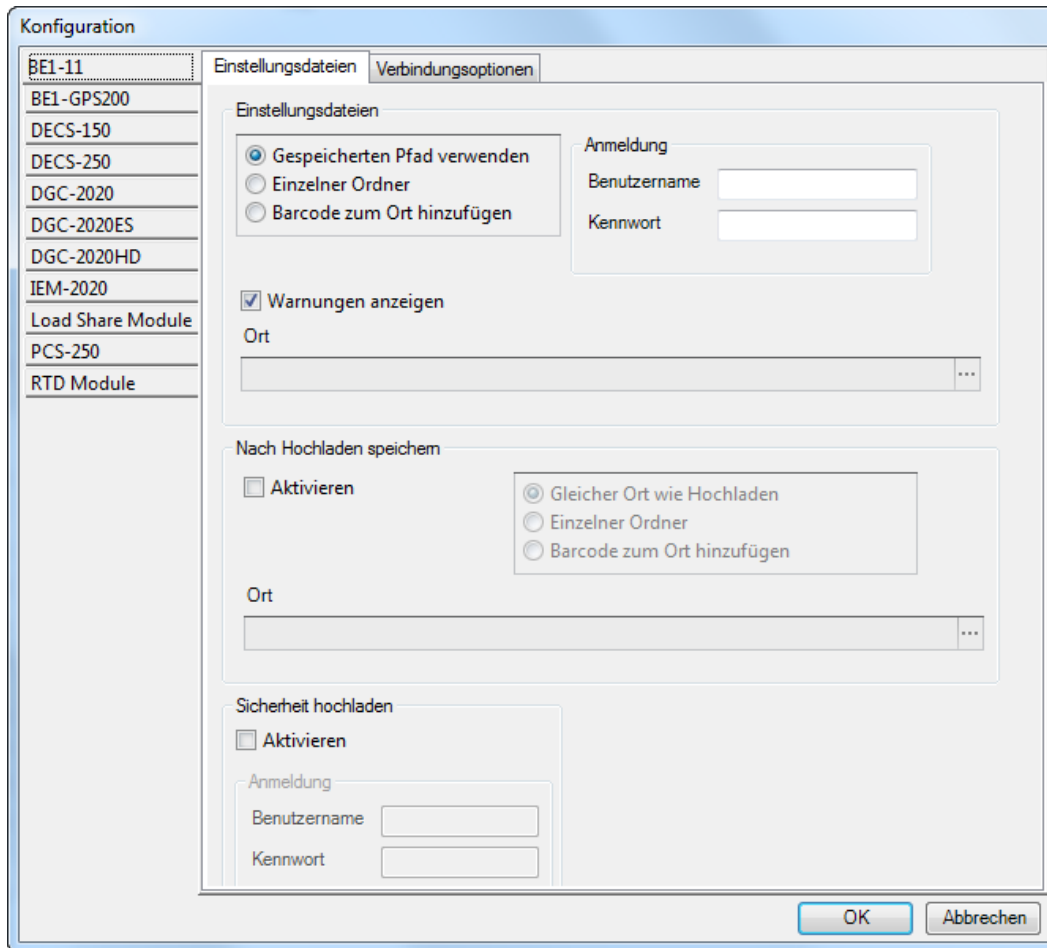 Konfiguration
BE1-11
BE1-GPS200
DECS-150
DECS-250
DGC-2020
DGC-2020ES
DGC-2020HD
IEM-2020
Load Share Module
PCS-250
RTD Module
Einstellungsdateien
Verbindungsoptionen
Einstellungsdateien
Gespeicherten Pfad verwenden
Einzelner Ordner
Barcode zum Ort hinzufügen
Anmeldung
Benutzername
Kennwort
Warnungen anzeigen
Ort
...
Nach Hochladen speichern
Aktivieren
Gleicher Ort wie Hochladen
Einzelner Ordner
Barcode zum Ort hinzufügen
Ort
...
Sicherheit hochladen
Aktivieren
Anmeldung
Benutzername
Kennwort
OK
Abbrechen